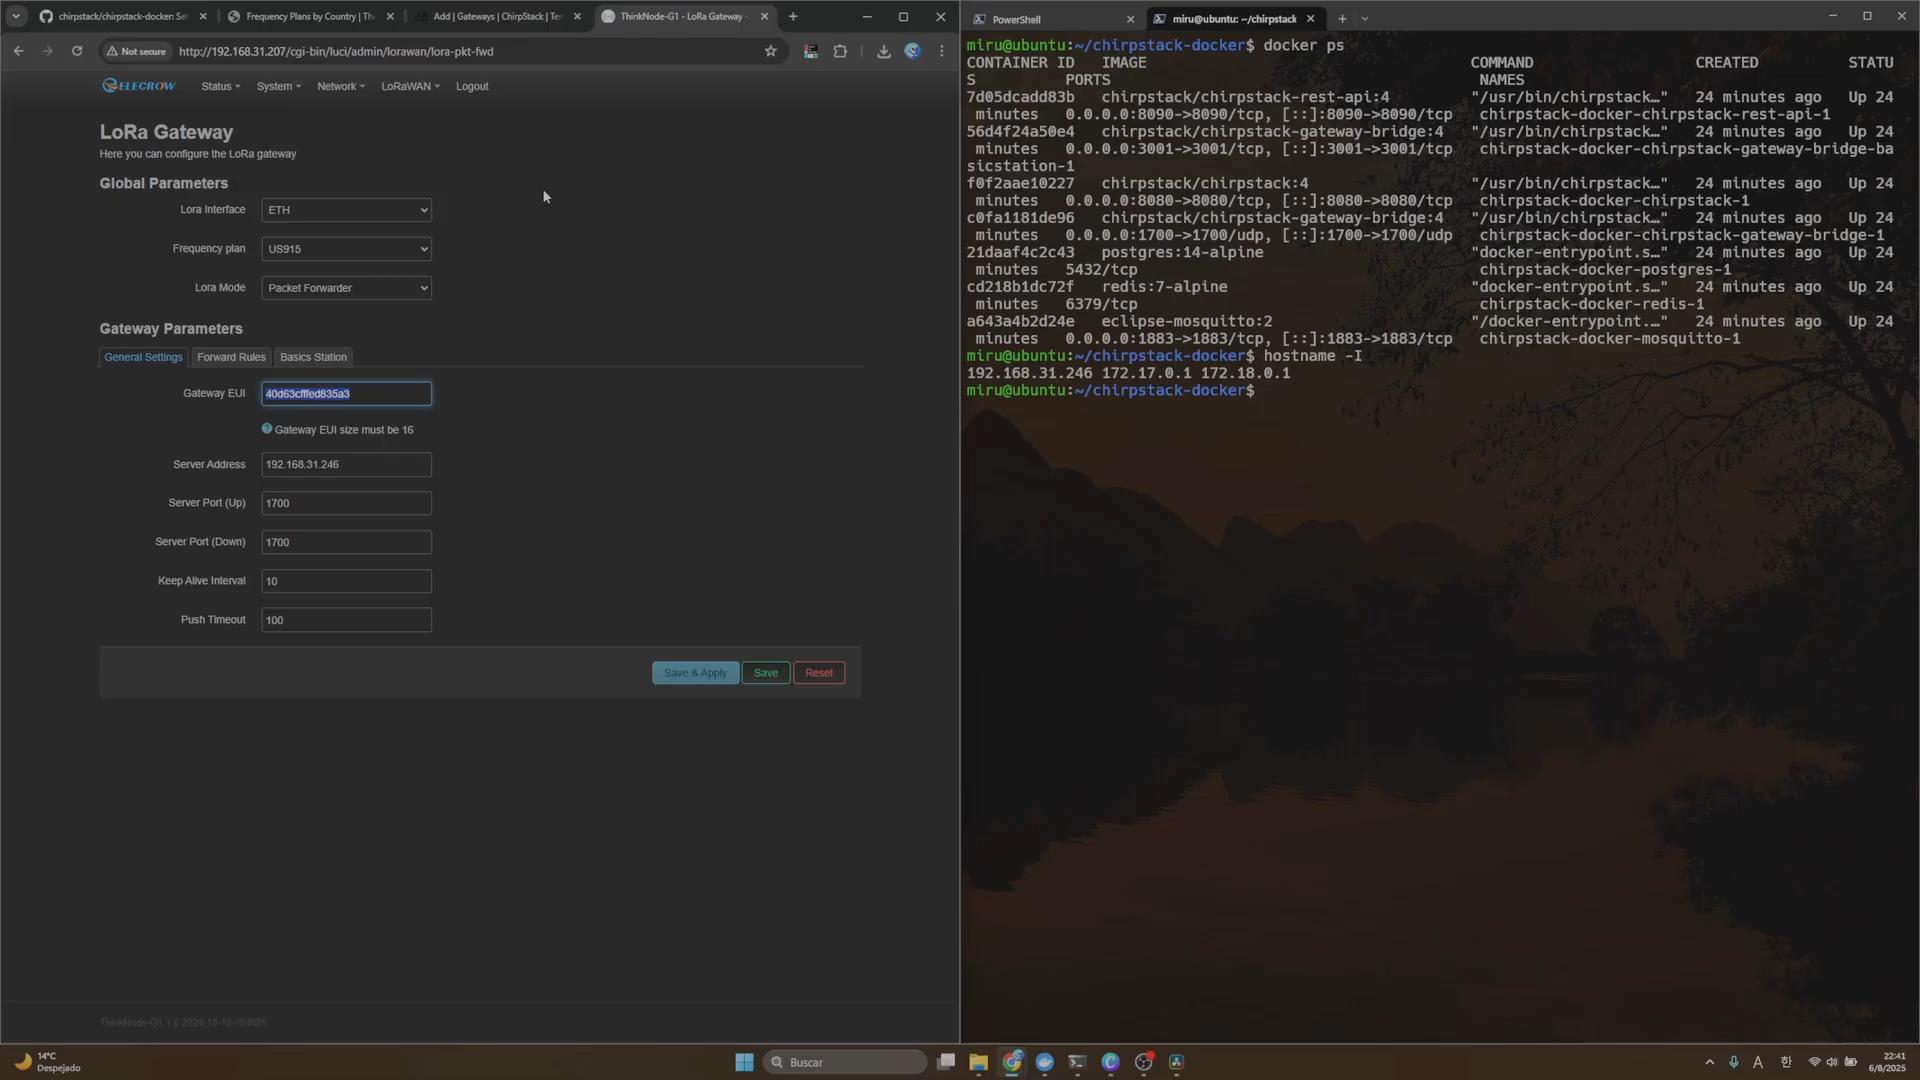 chirpstack/chirpstack-docker: Set
Frequency Plans by Country | Th
Add | Gateways | ChirpStack | Ten
ThinkNode-G1 - LoRa Gateway -
Not secure
http://192.168.31.207/cgi-bin/luci/admin/lorawan/lora-pkt-fwd
ELECROW
Status
System
Network
LoRaWAN
Logout
LoRa Gateway
Here you can configure the LoRa gateway
Global Parameters
Lora Interface
ETH
Frequency plan
US915
Lora Mode
Packet Forwarder
Gateway Parameters
General Settings
Forward Rules
Basics Station
Gateway EUI
40d63cfffed835a3
Gateway EUI size must be 16
Server Address
192.168.31.246
Server Port (Up)
1700
Server Port (Down)
1700
Keep Alive Interval
10
Push Timeout
100
Save & Apply
Save
Reset
PowerShell
miru@ubuntu: ~/chirpstack
miru@ubuntu:~/chirpstack-docker$ docker ps
CONTAINER ID   IMAGE   COMMAND   CREATED   STATU
S   PORTS   NAMES
7d05dcadd83b   chirpstack/chirpstack-rest-api:4   "/usr/bin/chirpstack…"   24 minutes ago   Up 24
minutes   0.0.0.0:8090->8090/tcp, [::]:8090->8090/tcp   chirpstack-docker-chirpstack-rest-api-1
56d4f24a50e4   chirpstack/chirpstack-gateway-bridge:4   "/usr/bin/chirpstack…"   24 minutes ago   Up 24
minutes   0.0.0.0:3001->3001/tcp, [::]:3001->3001/tcp   chirpstack-docker-chirpstack-gateway-bridge-ba
sicstation-1
f0f2aae10227   chirpstack/chirpstack:4   "/usr/bin/chirpstack…"   24 minutes ago   Up 24
minutes   0.0.0.0:8080->8080/tcp, [::]:8080->8080/tcp   chirpstack-docker-chirpstack-1
c0fa1181de96   chirpstack/chirpstack-gateway-bridge:4   "/usr/bin/chirpstack…"   24 minutes ago   Up 24
minutes   0.0.0.0:1700->1700/udp, [::]:1700->1700/udp   chirpstack-docker-chirpstack-gateway-bridge-1
21daaf4c2c43   postgres:14-alpine   "docker-entrypoint.s…"   24 minutes ago   Up 24
minutes   5432/tcp   chirpstack-docker-postgres-1
cd218b1dc72f   redis:7-alpine   "docker-entrypoint.s…"   24 minutes ago   Up 24
minutes   6379/tcp   chirpstack-docker-redis-1
a643a4b2d24e   eclipse-mosquitto:2   "/docker-entrypoint.…"   24 minutes ago   Up 24
minutes   0.0.0.0:1883->1883/tcp, [::]:1883->1883/tcp   chirpstack-docker-mosquitto-1
miru@ubuntu:~/chirpstack-docker$ hostname -I
192.168.31.246 172.17.0.1 172.18.0.1
miru@ubuntu:~/chirpstack-docker$
14°C
Despejado
Buscar
A
한
22:41
6/8/2025